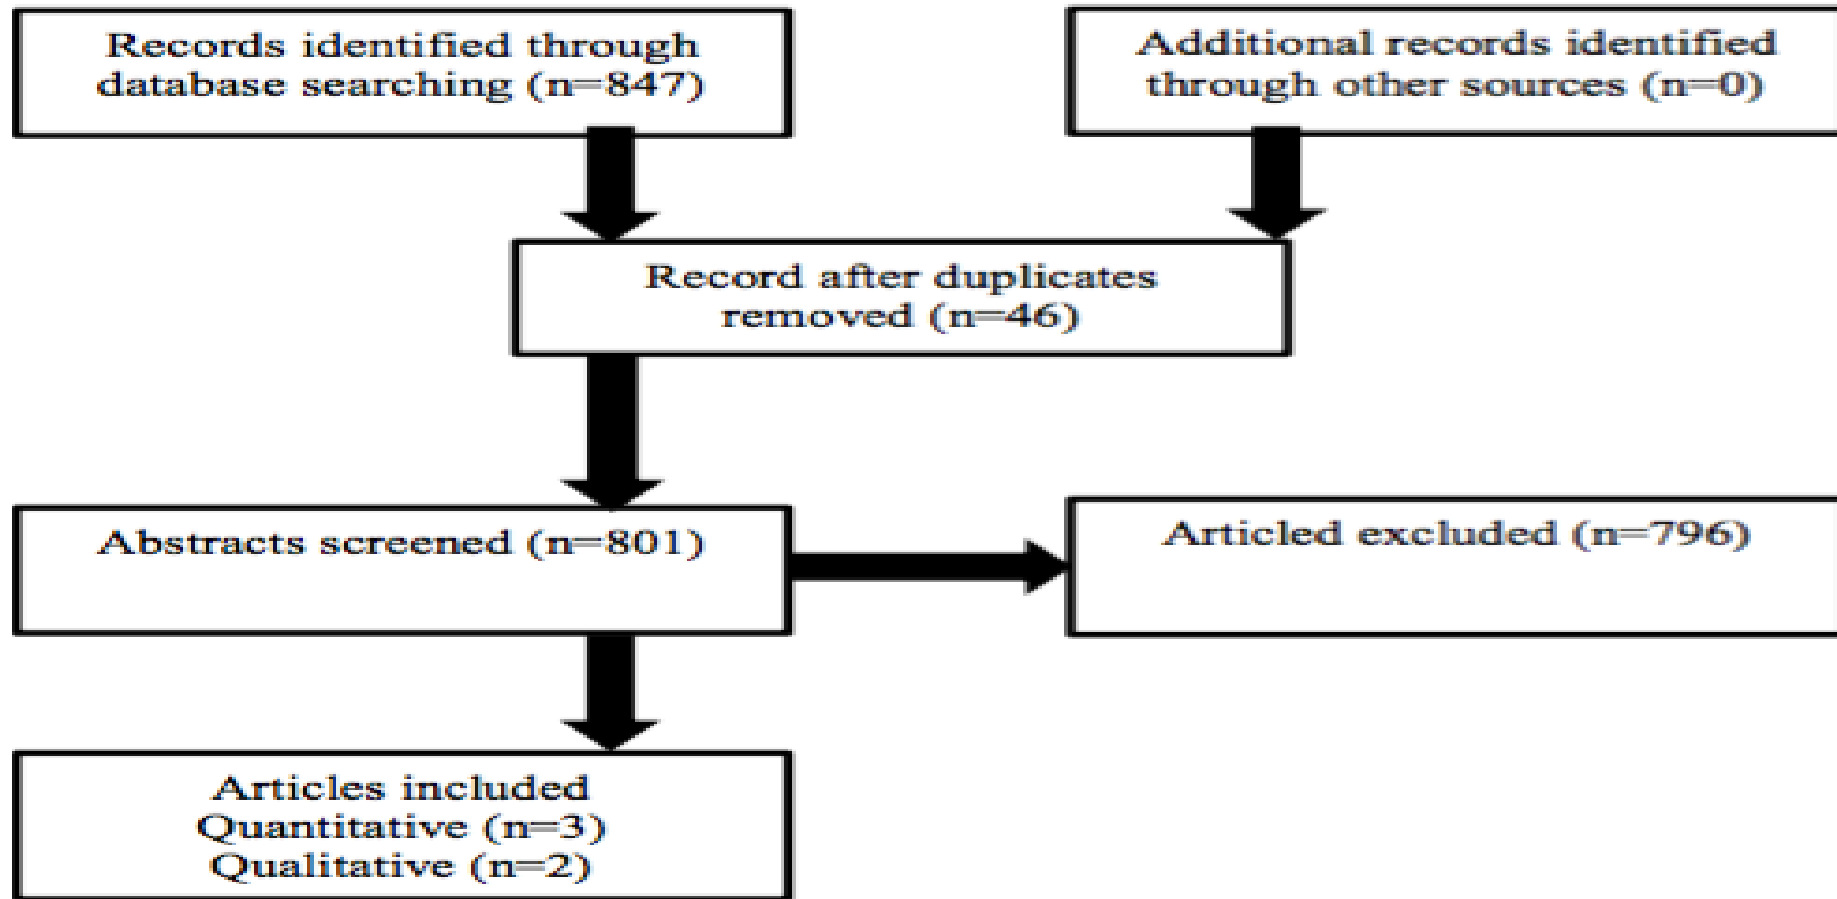 Records identified through
database searching (n=847)
Additional records identified
through other sources (n=0)
Record after duplicates
removed (n=46)
Abstracts screened (n=801)
Articled excluded (n=796)
Articles included
Quantitative (n=3)
Qualitative (n=2)